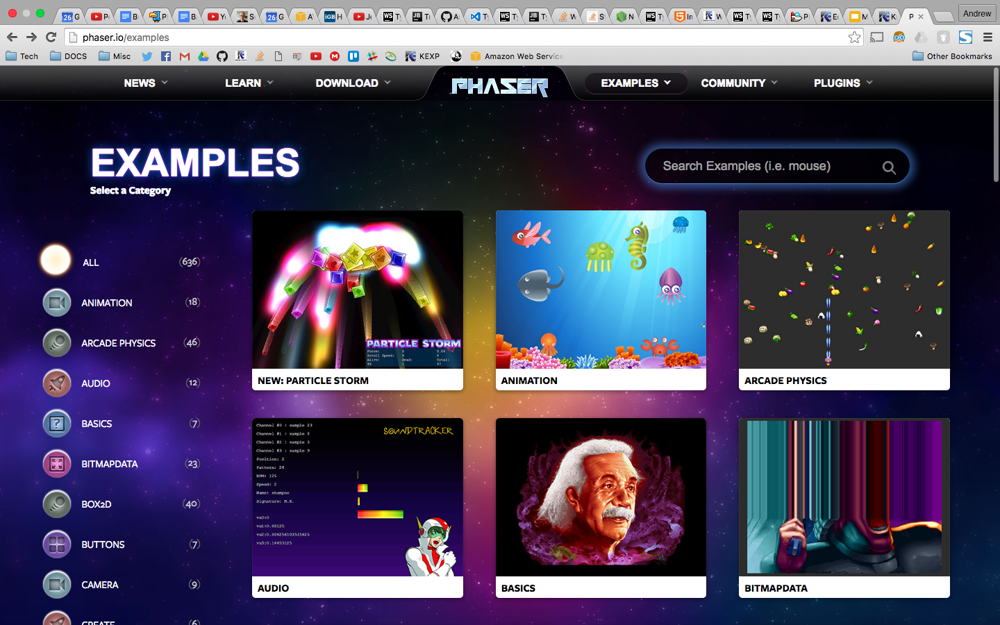 Andrew
phaser.io/examples
Tech
DOCS
Misc
KEXP
Amazon Web Service
Other Bookmarks
NEWS
LEARN
DOWNLOAD
PHASER
EXAMPLES
COMMUNITY
PLUGINS
EXAMPLES
Select a Category
Search Examples (i.e. mouse)
ALL (636)
ANIMATION (18)
ARCADE PHYSICS (46)
AUDIO (12)
BASICS (7)
BITMAPDATA (23)
BOX2D (40)
BUTTONS (7)
CAMERA (9)
CREATE (6)
PARTICLE STORM
Force: 0 0.04
Scroll Speed: 0
Alive: Dead: Total:
46 1 47
NEW: PARTICLE STORM
ANIMATION
ARCADE PHYSICS
SOUNDTRACKER
Channel #0 : sample 23
Channel #1 : sample 8
Channel #2 : sample 3
Channel #3 : sample 9
Position: 2
Pattern: 24
BPM: 125
Speed: 2
Name: shampoo
Signature: M.K.
vu0:0
vu1:0.03125
vu2:0.006256103515625
vu3:0.14453125
AUDIO
BASICS
BITMAPDATA